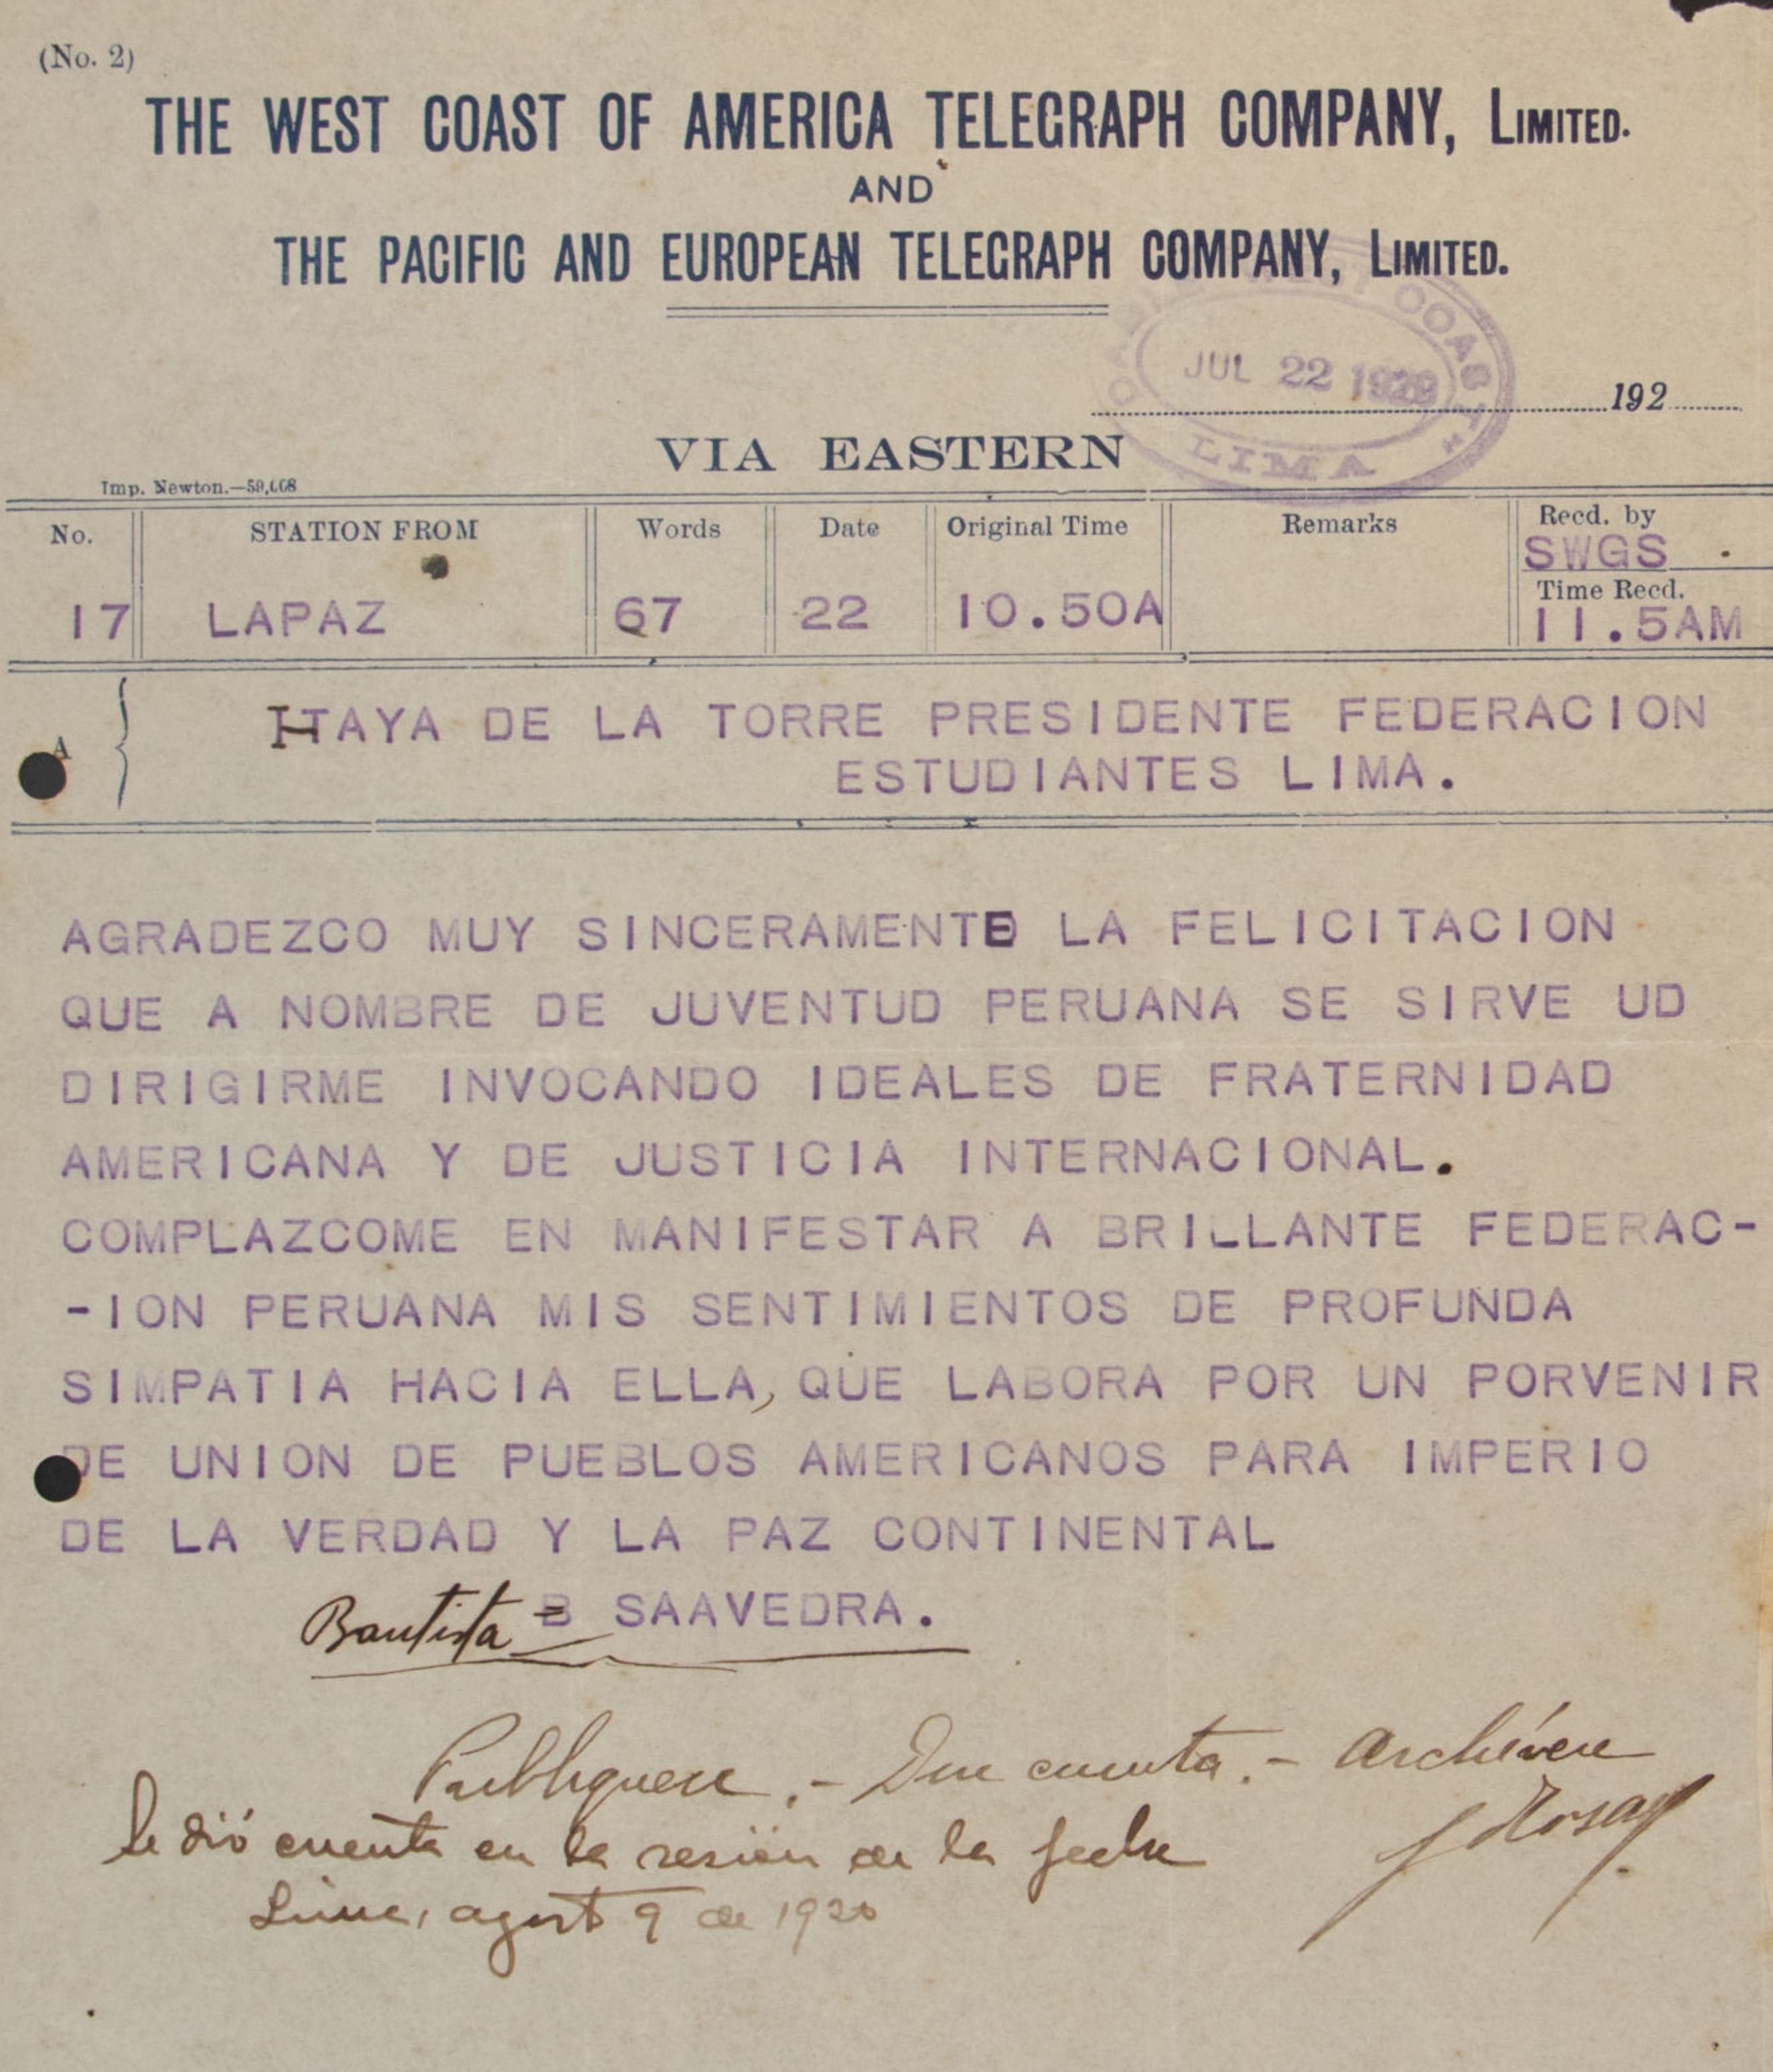 (No. 2)
THE WEST COAST OF AMERICA TELEGRAPH COMPANY, LIMITED.
AND
THE PACIFIC AND EUROPEAN TELEGRAPH COMPANY, LIMITED.
WEST COAST
JUL 22
LIMA
192
VIA EASTERN
Imp. Newton.—59,668
No. STATION FROM Words Date Original Time Remarks Recd. by
SWGS
Time Recd.
17 LAPAZ 67 22 10.50A 11.5AM
A HAYA DE LA TORRE PRESIDENTE FEDERACION
ESTUDIANTES LIMA.
AGRADEZCO MUY SINCERAMENTE LA FELICITACION
QUE A NOMBRE DE JUVENTUD PERUANA SE SIRVE UD
DIRIGIRME INVOCANDO IDEALES DE FRATERNIDAD
AMERICANA Y DE JUSTICIA INTERNACIONAL.
COMPLAZCOME EN MANIFESTAR A BRILLANTE FEDERAC-
-ION PERUANA MIS SENTIMIENTOS DE PROFUNDA
SIMPATIA HACIA ELLA, QUE LABORA POR UN PORVENIR
DE UNION DE PUEBLOS AMERICANOS PARA IMPERIO
DE LA VERDAD Y LA PAZ CONTINENTAL
Bautista B SAAVEDRA.
Publíquese.- Dese cuenta.- Archívese
Se dió cuenta en la sesión de la fecha
Lima, agosto 9 de 1920